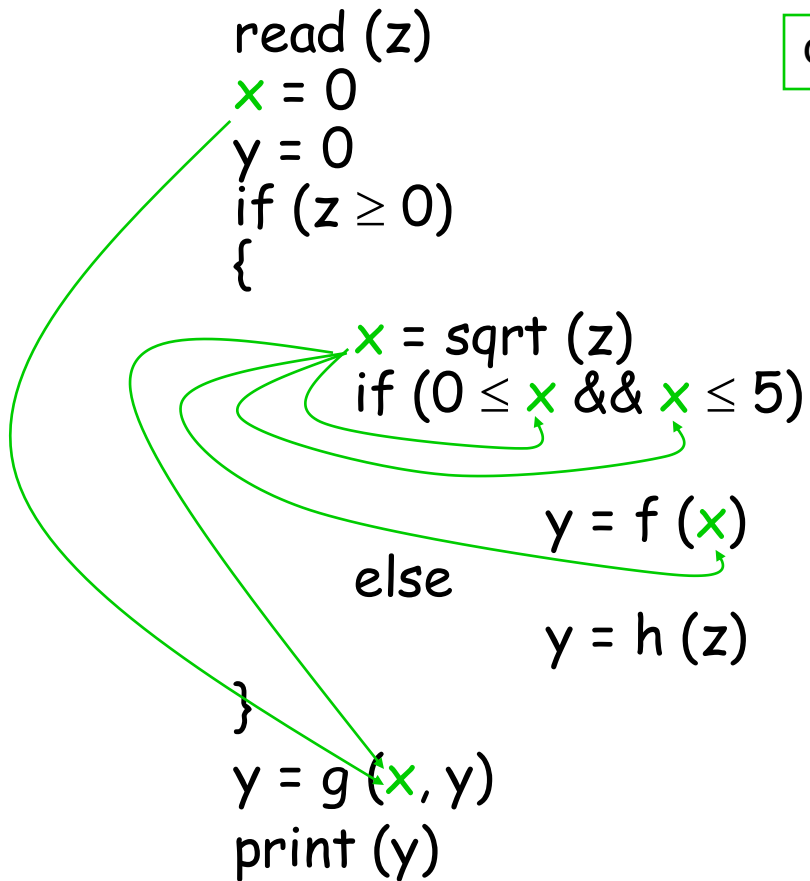 read (z)
x = 0
y = 0
if (z ≥ 0)
{
x = sqrt (z)
if (0 ≤ x && x ≤ 5)
y = f (x)
else
y = h (z)
}
y = g (x, y)
print (y)